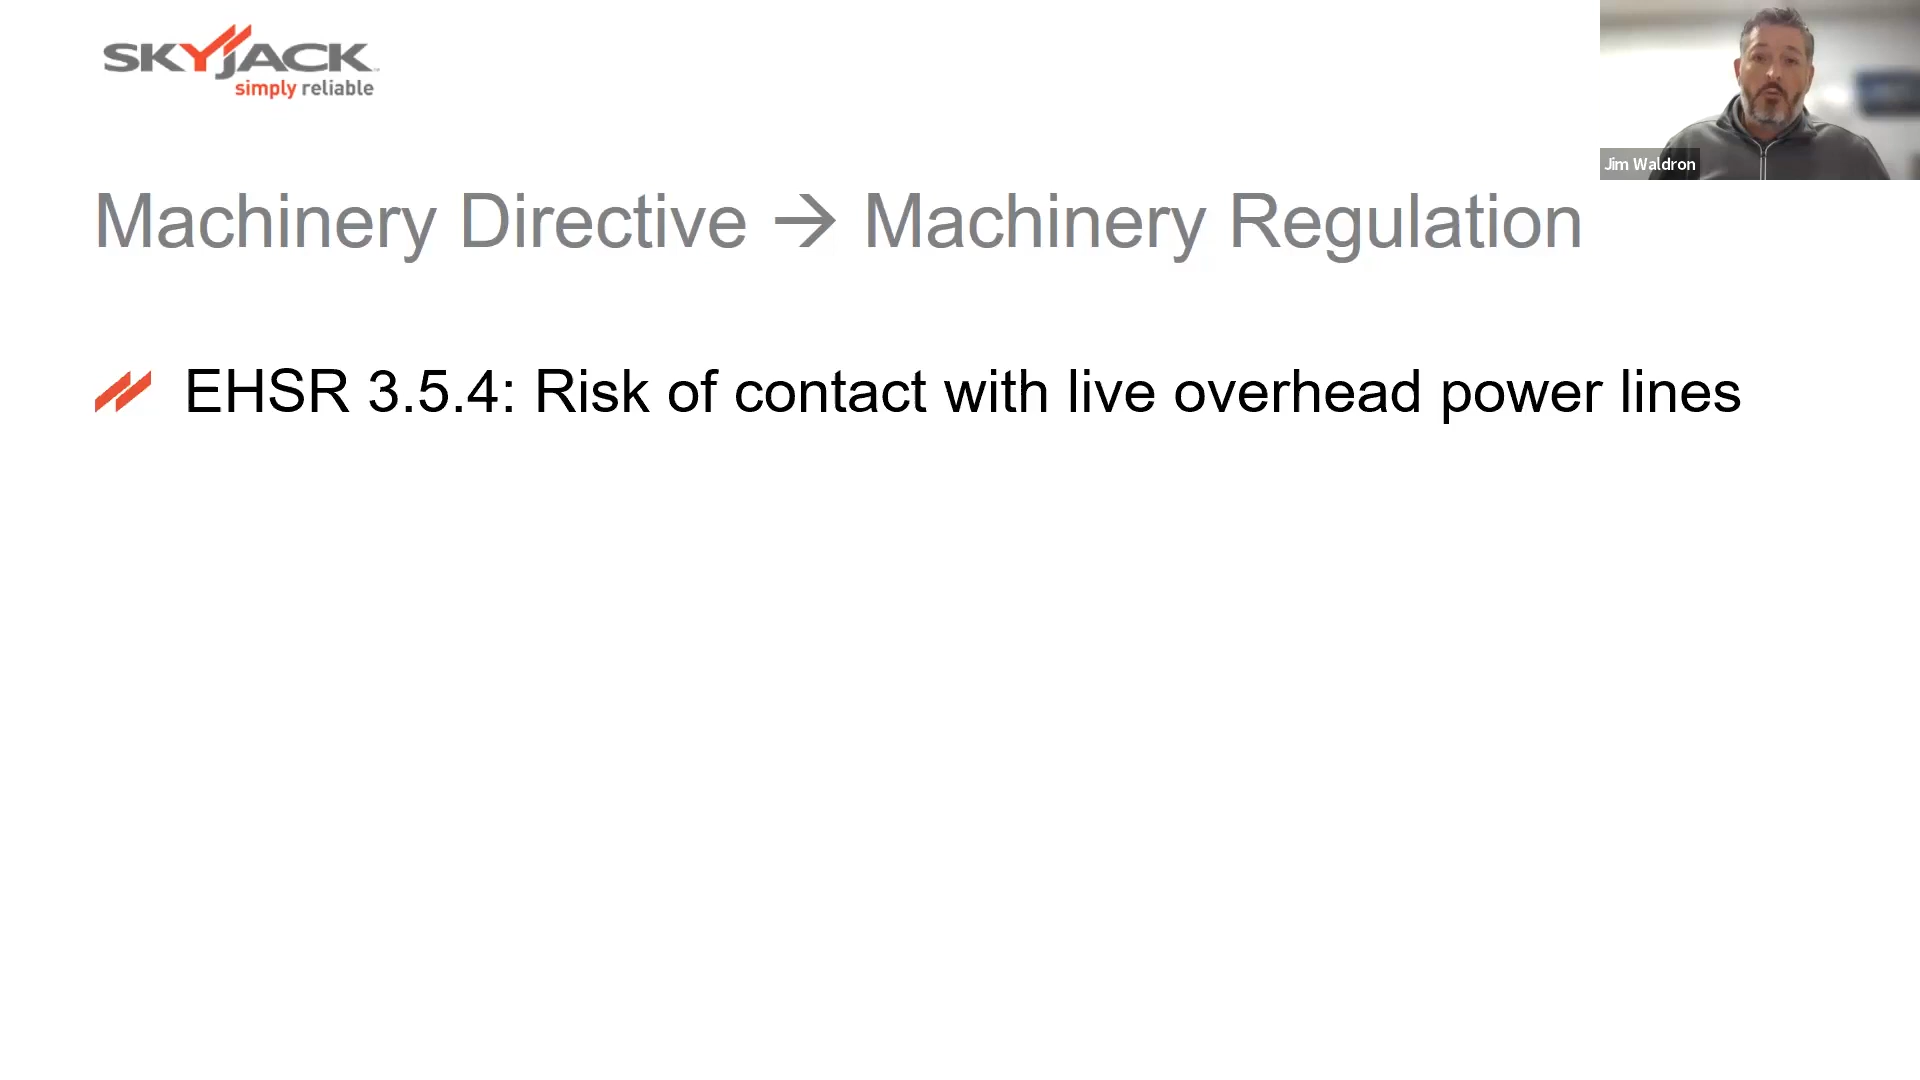 SKYJACK
simply reliable
Jim Waldron
Machinery Directive → Machinery Regulation
EHSR 3.5.4: Risk of contact with live overhead power lines